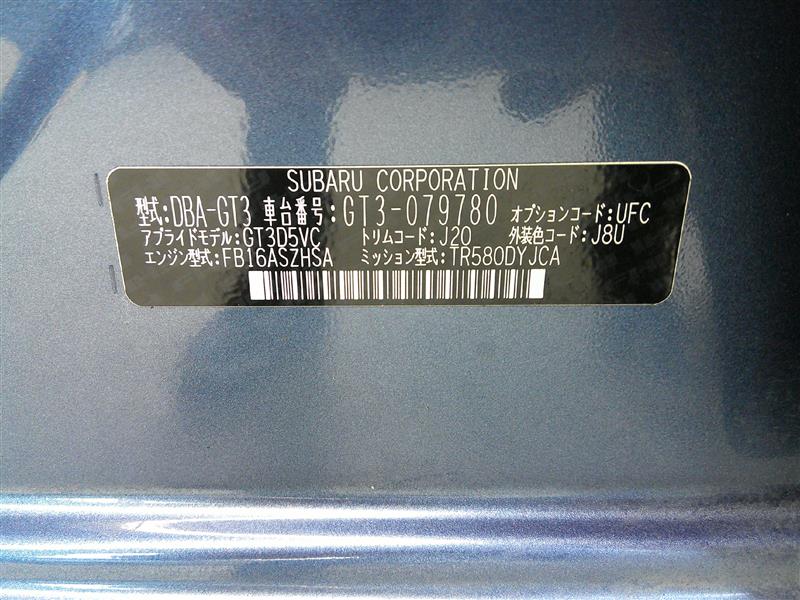 SUBARU CORPORATION
型式:DBA-GT3 車台番号:GT3-079780 オプションコード:UFC
アプライドモデル:GT3D5VC トリムコード:J20 外装色コード:J8U
エンジン型式:FB16ASZHSA ミッション型式:TR580DYJCA